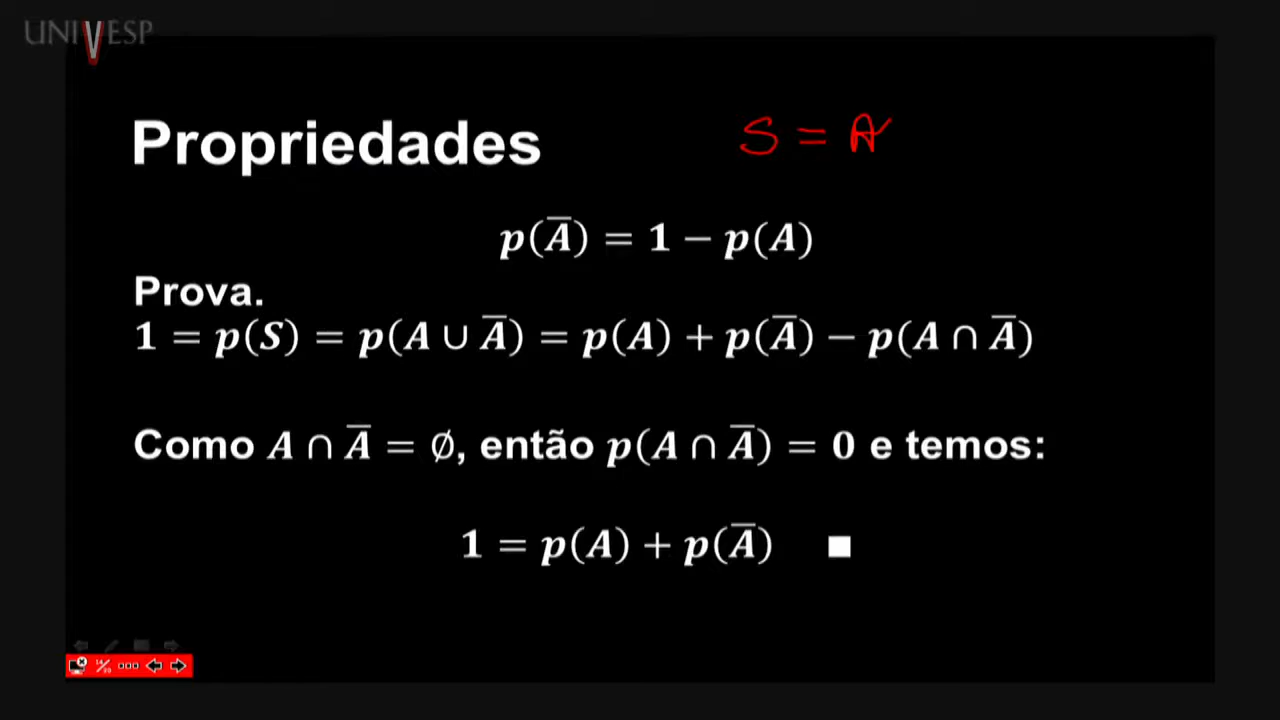 UNIVESP
Propriedades
S = A
p(A̅) = 1 − p(A)
Prova.
1 = p(S) = p(A ∪ A̅) = p(A) + p(A̅) − p(A ∩ A̅)
Como A ∩ A̅ = ∅, então p(A ∩ A̅) = 0 e temos:
1 = p(A) + p(A̅) ■